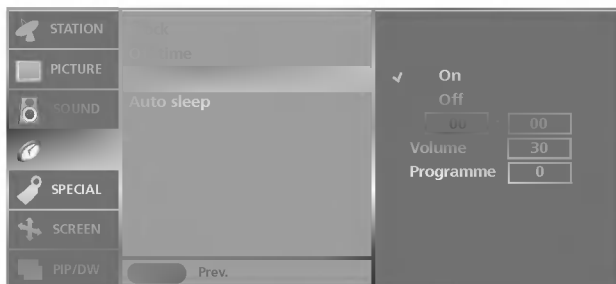 STATION
PICTURE
SOUND
SPECIAL
SCREEN
PIP/DW
Auto sleep
Prev.
On
Off
00 : 00
Volume 30
Programme 0